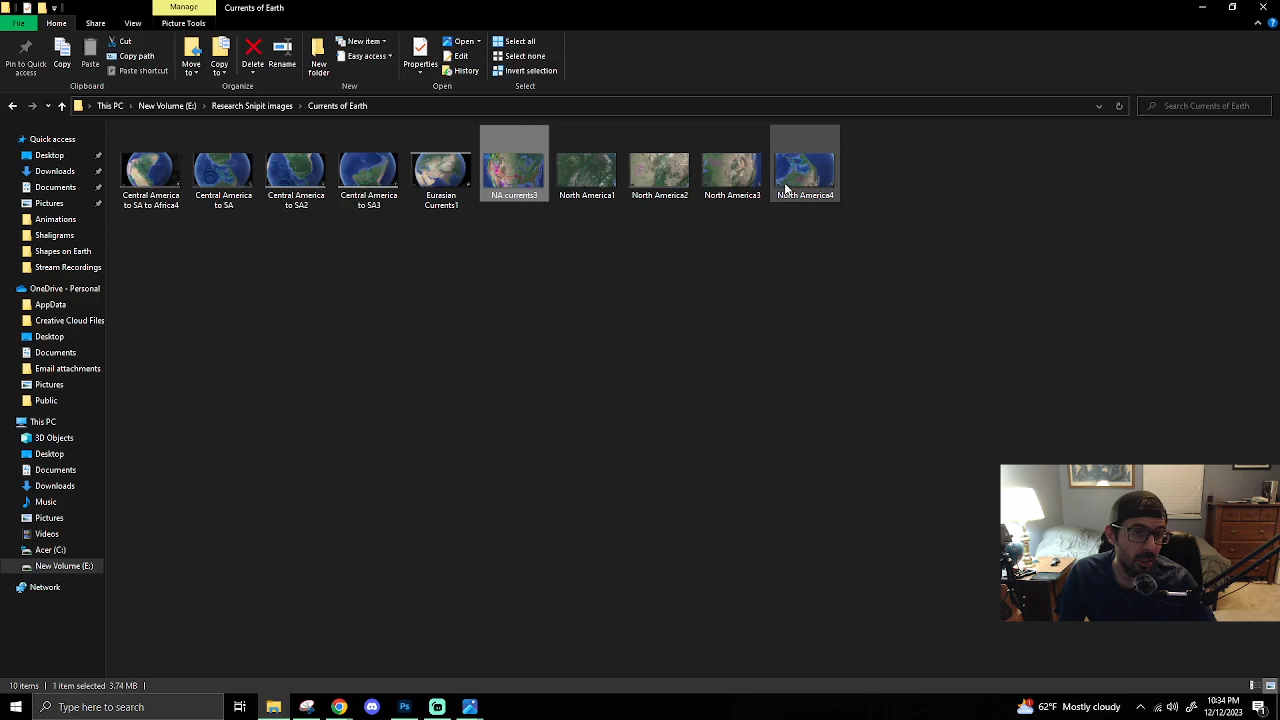 Manage
Currents of Earth
File
Home
Share
View
Picture Tools
Pin to Quick access
Copy
Paste
Cut
Copy path
Paste shortcut
Clipboard
Move to
Copy to
Delete
Rename
Organize
New folder
New item
Easy access
New
Properties
Open
Edit
History
Open
Select all
Select none
Invert selection
Select
This PC > New Volume (E:) > Research Snipit images > Currents of Earth
Search Currents of Earth
Quick access
Desktop
Downloads
Documents
Pictures
Animations
Shaligrams
Shapes on Earth
Stream Recordings
OneDrive - Personal
AppData
Creative Cloud Files
Desktop
Documents
Email attachments
Pictures
Public
This PC
3D Objects
Desktop
Documents
Downloads
Music
Pictures
Videos
Acer (C:)
New Volume (E:)
Network
Central America
to SA to Africa4
Central America
to SA
Central America
to SA2
Central America
to SA3
Eurasian
Currents1
NA currents3
North America1
North America2
North America3
North America4
10 items
1 item selected 3.74 MB
Type here to search
62°F Mostly cloudy
10:34 PM
12/12/2023